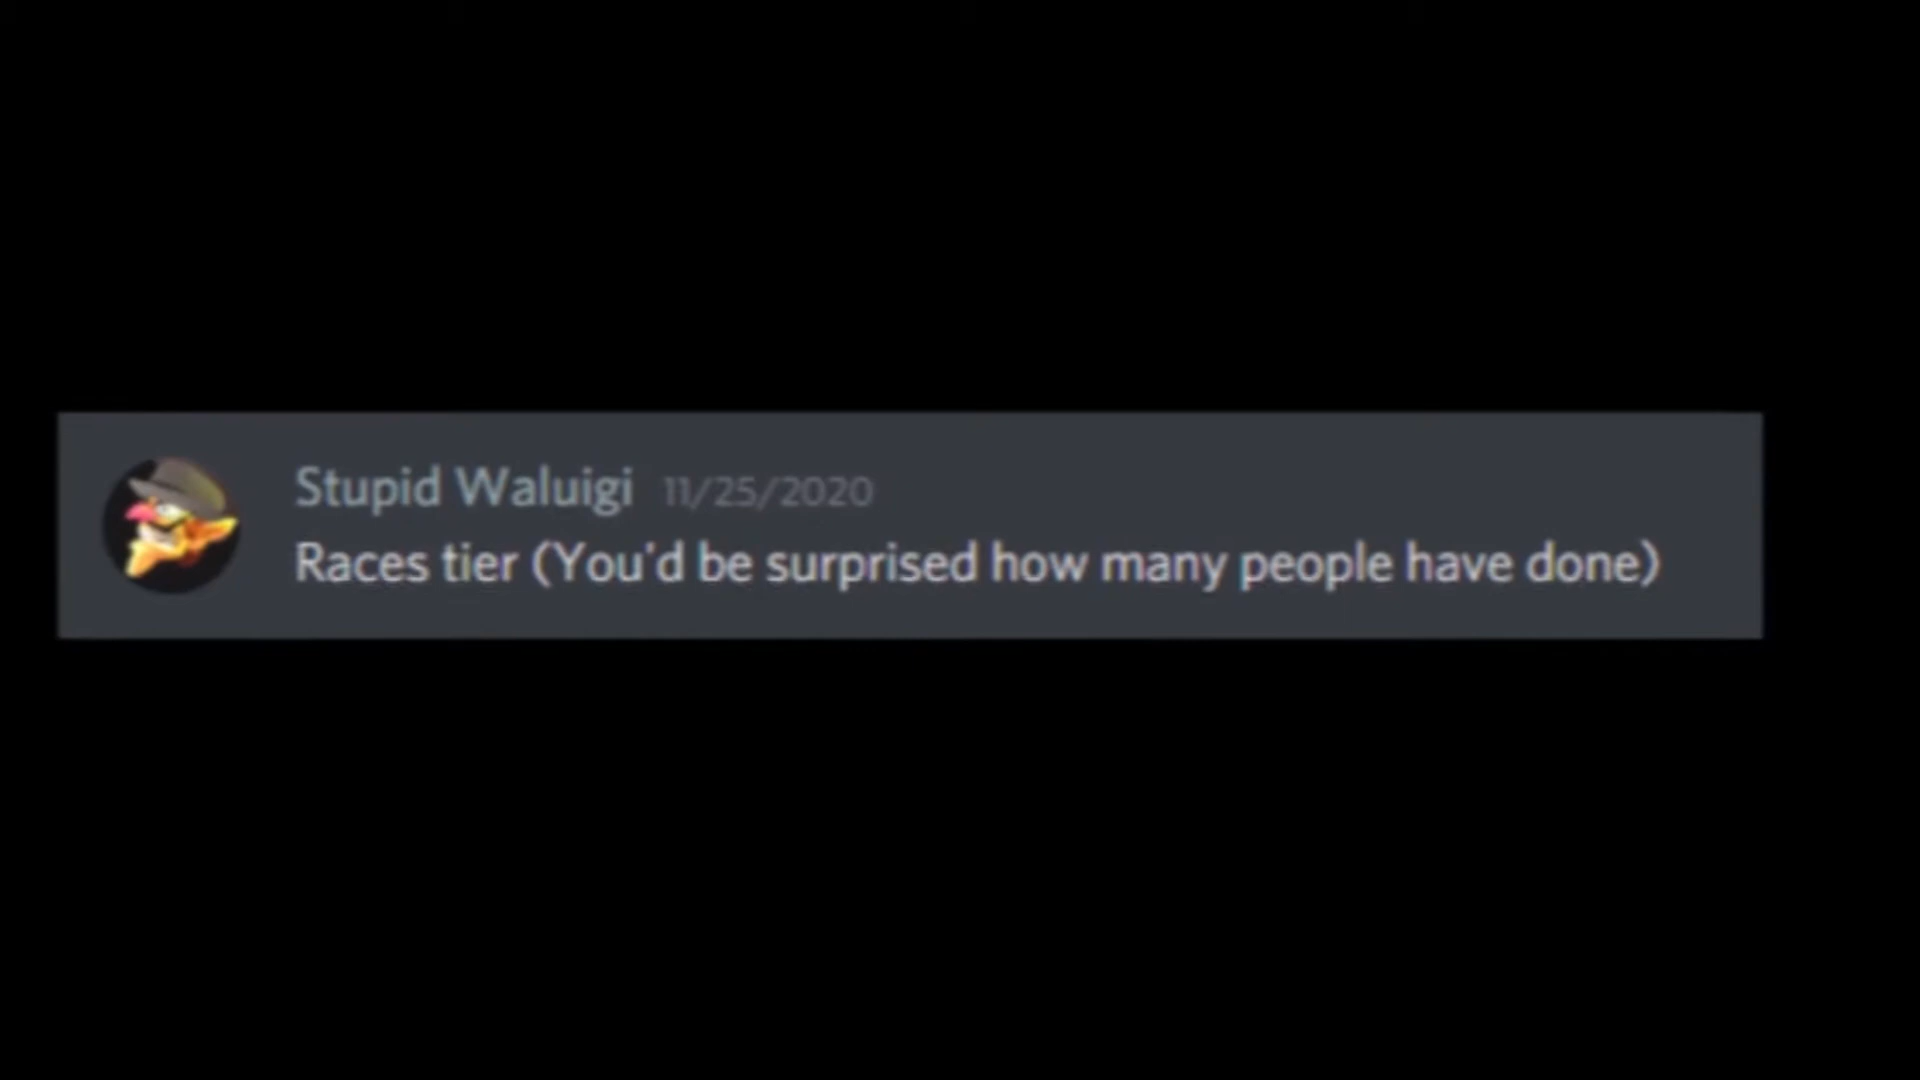 Stupid Waluigi 11/25/2020
Races tier (You'd be surprised how many people have done)